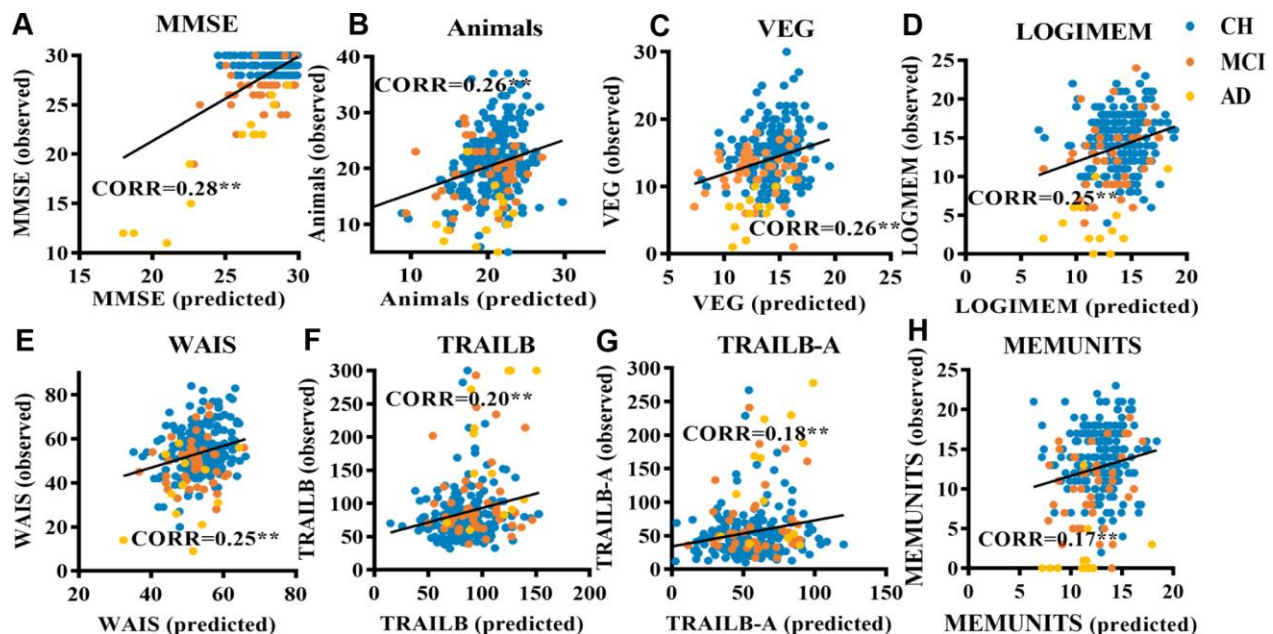 A MMSE
MMSE (observed)
30
25
20
15
10
CORR=0.28**
15 20 25 30
MMSE (predicted)
B Animals
Animals (observed)
40
30
20
10
CORR=0.26**
10 20 30
Animals (predicted)
C VEG
VEG (observed)
30
20
10
0
CORR=0.26**
5 10 15 20 25
VEG (predicted)
D LOGIMEM
LOGMEM (observed)
30
20
10
0
CORR=0.25**
0 5 10 15 20
LOGIMEM (predicted)
CH
MCI
AD
E WAIS
WAIS (observed)
80
60
40
20
0
CORR=0.25**
20 40 60 80
WAIS (predicted)
F TRAILB
TRAILB (observed)
300
250
200
150
100
50
0
CORR=0.20**
0 50 100 150 200
TRAILB (predicted)
G TRAILB-A
TRAILB-A (observed)
300
250
200
150
100
50
0
CORR=0.18**
0 50 100 150
TRAILB-A (predicted)
H MEMUNITS
MEMUNITS (observed)
25
20
15
10
5
0
CORR=0.17**
0 5 10 15 20
MEMUNITS (predicted)